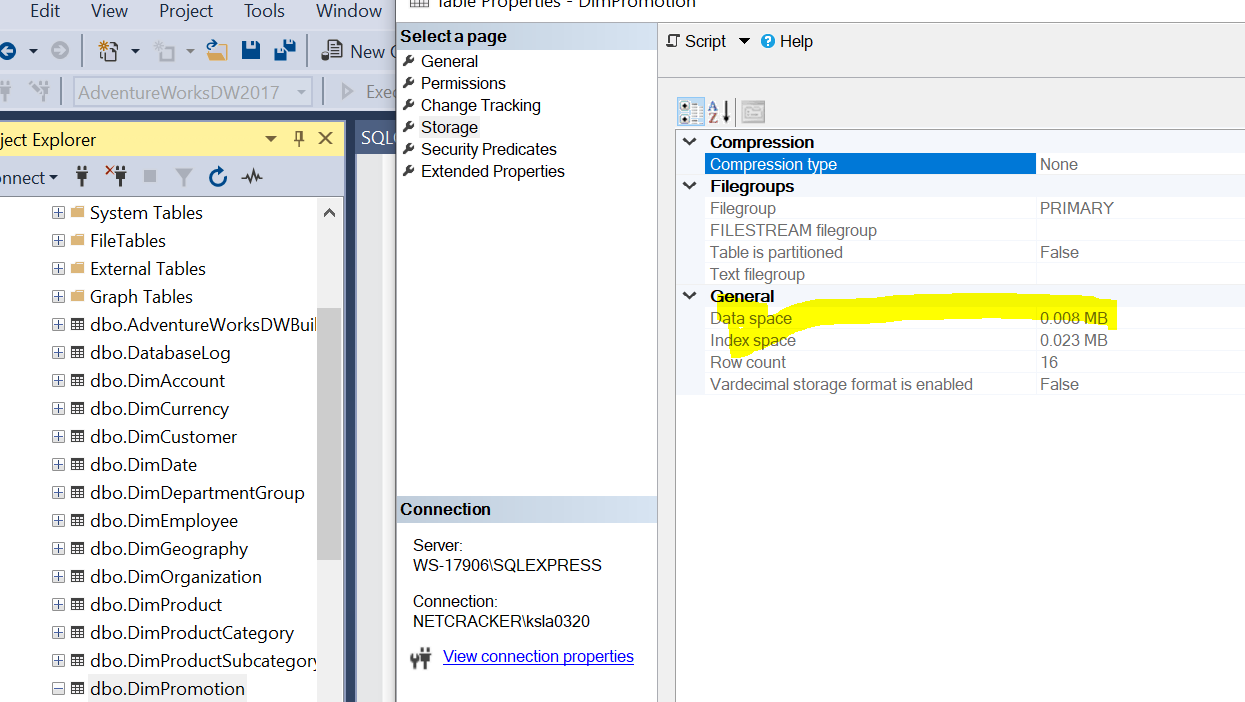 Edit View Project Tools Window
New
AdventureWorksDW2017
Explorer
System Tables
FileTables
External Tables
Graph Tables
dbo.AdventureWorksDWBuil
dbo.DatabaseLog
dbo.DimAccount
dbo.DimCurrency
dbo.DimCustomer
dbo.DimDate
dbo.DimDepartmentGroup
dbo.DimEmployee
dbo.DimGeography
dbo.DimOrganization
dbo.DimProduct
dbo.DimProductCategory
dbo.DimProductSubcategory
dbo.DimPromotion
Table Properties - DimPromotion
Select a page
General
Permissions
Change Tracking
Storage
Security Predicates
Extended Properties
Connection
Server:
WS-17906\SQLEXPRESS
Connection:
NETCRACKER\ksla0320
View connection properties
Script Help
Compression
Compression type None
Filegroups
Filegroup PRIMARY
FILESTREAM filegroup
Table is partitioned False
Text filegroup
General
Data space 0.008 MB
Index space 0.023 MB
Row count 16
Vardecimal storage format is enabled False